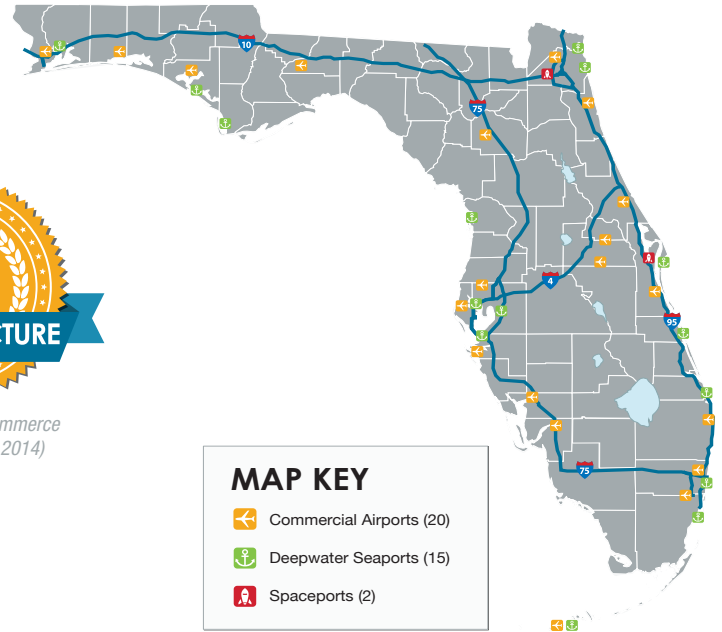 10
75
4
95
75
CTURE
mmerce
2014)
MAP KEY
Commercial Airports (20)
Deepwater Seaports (15)
Spaceports (2)